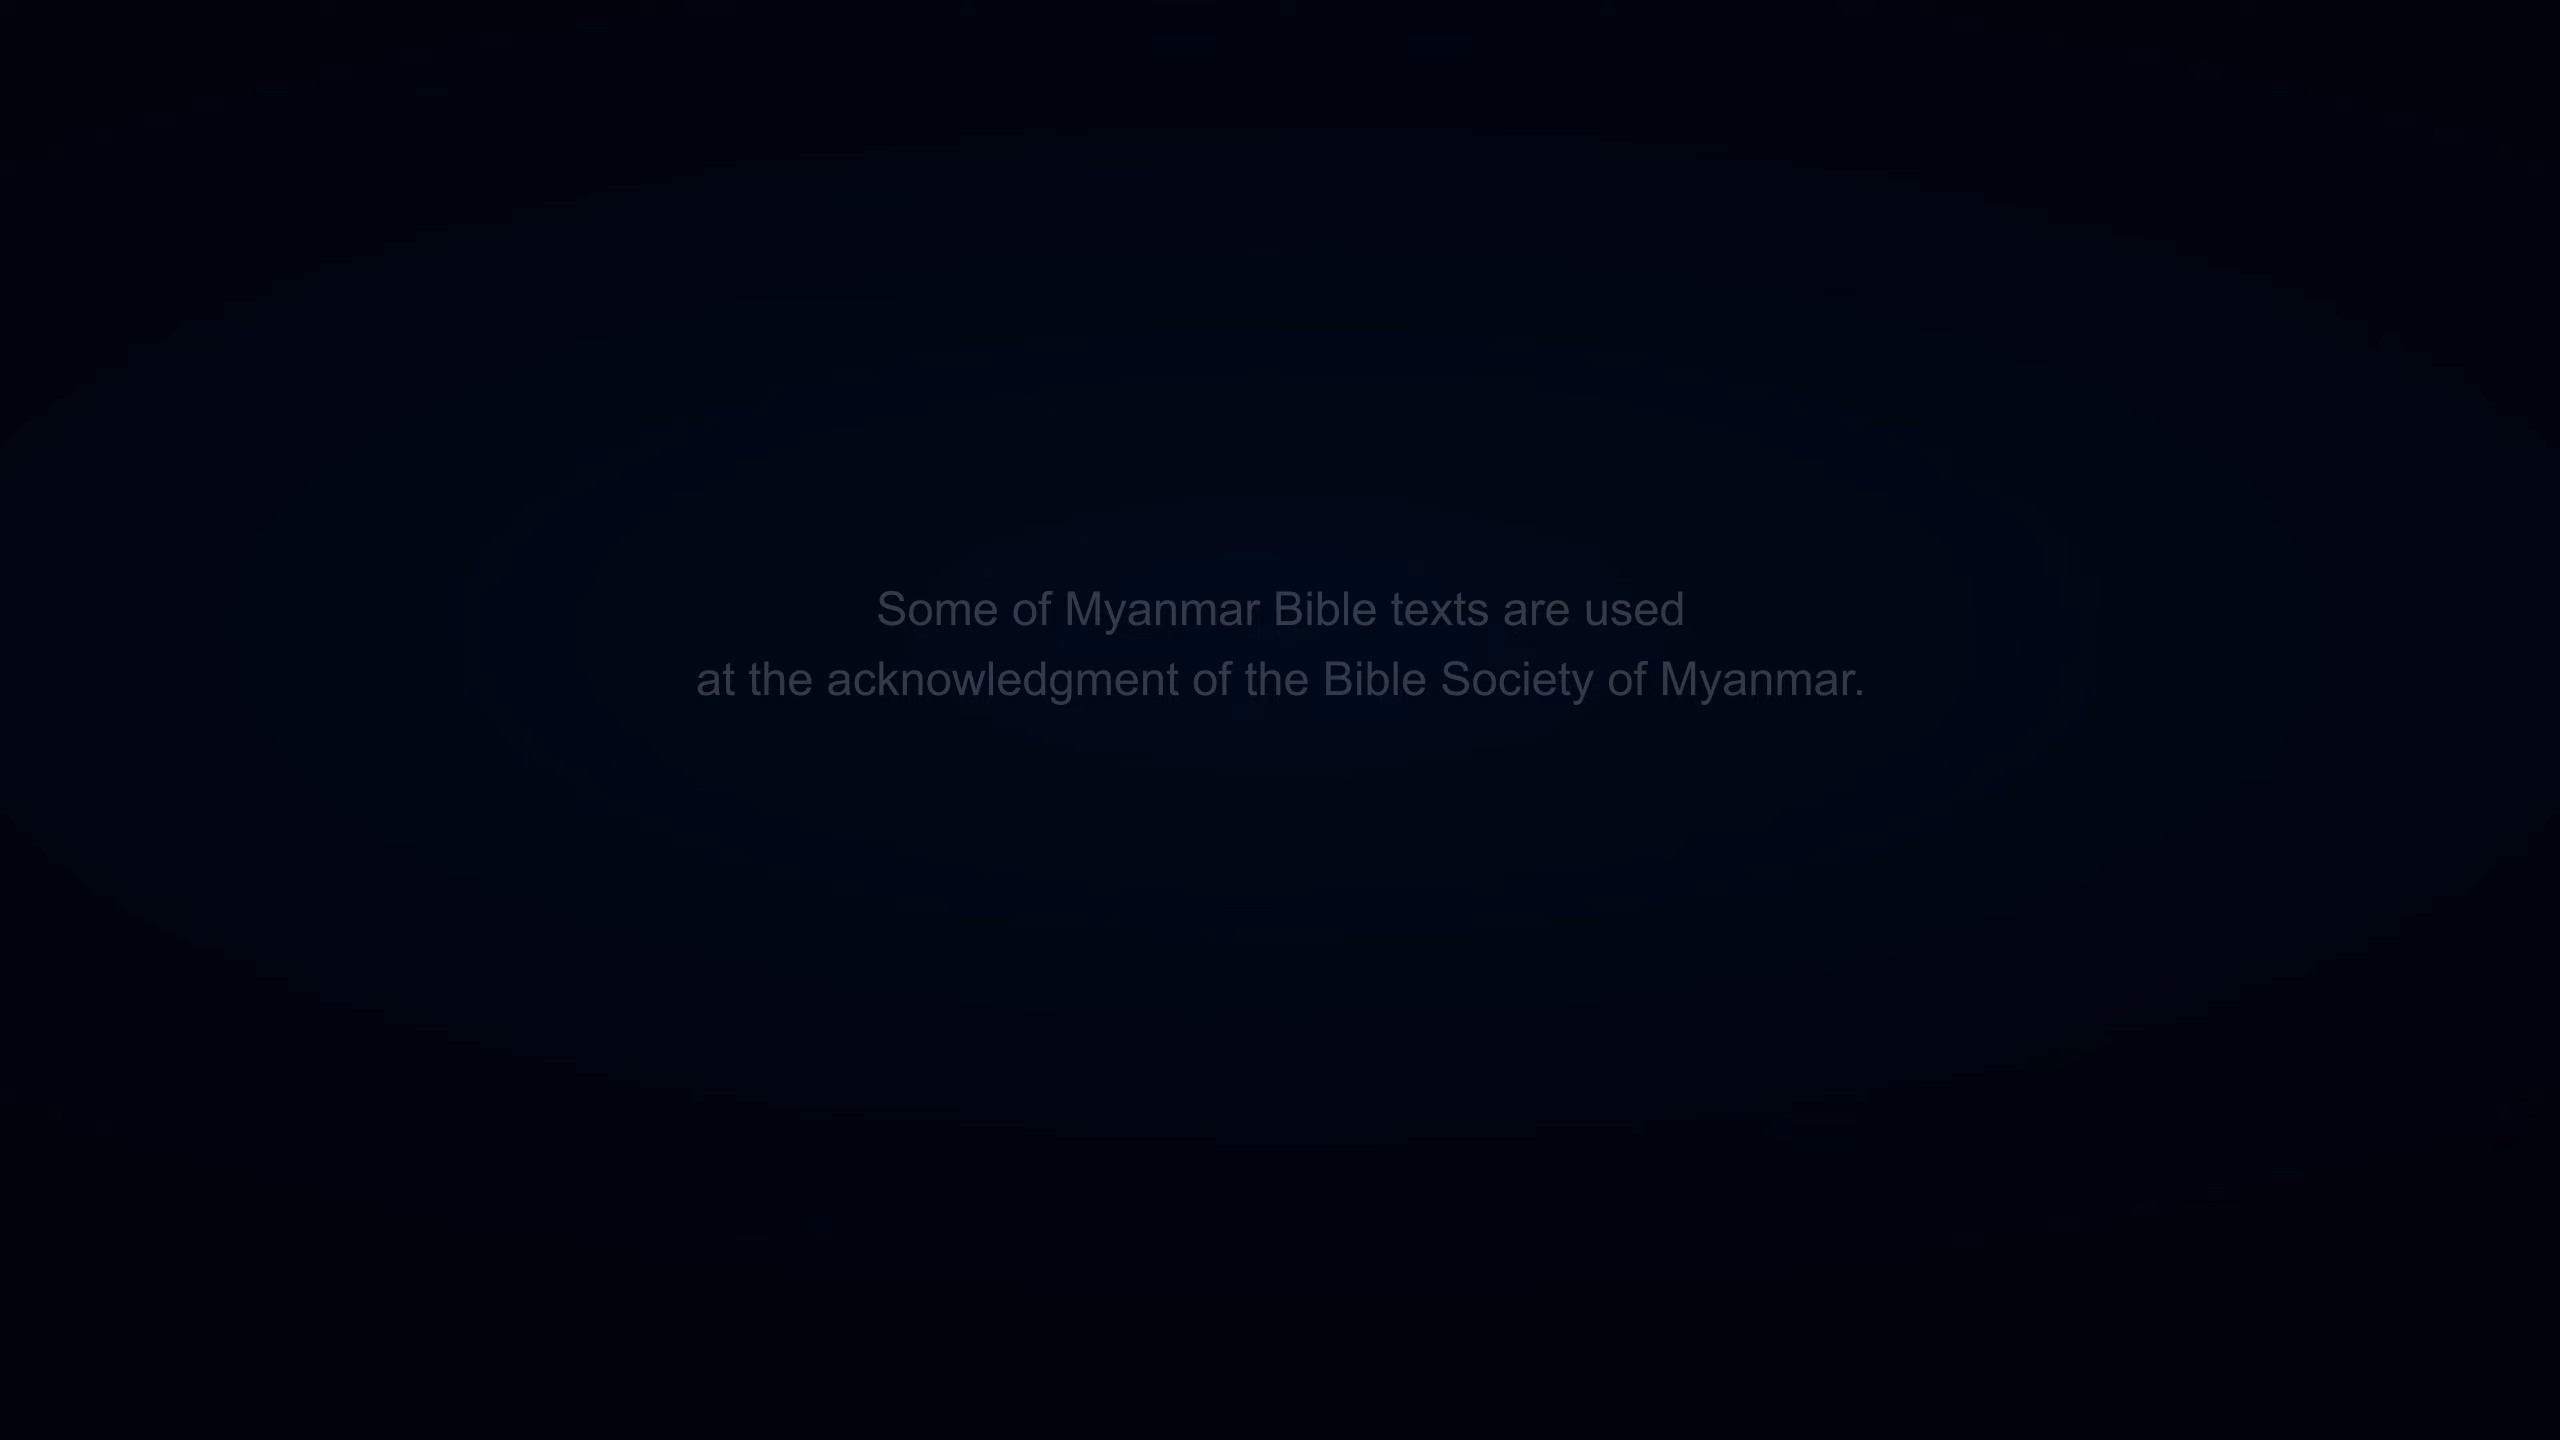 Some of Myanmar Bible texts are used
at the acknowledgment of the Bible Society of Myanmar.